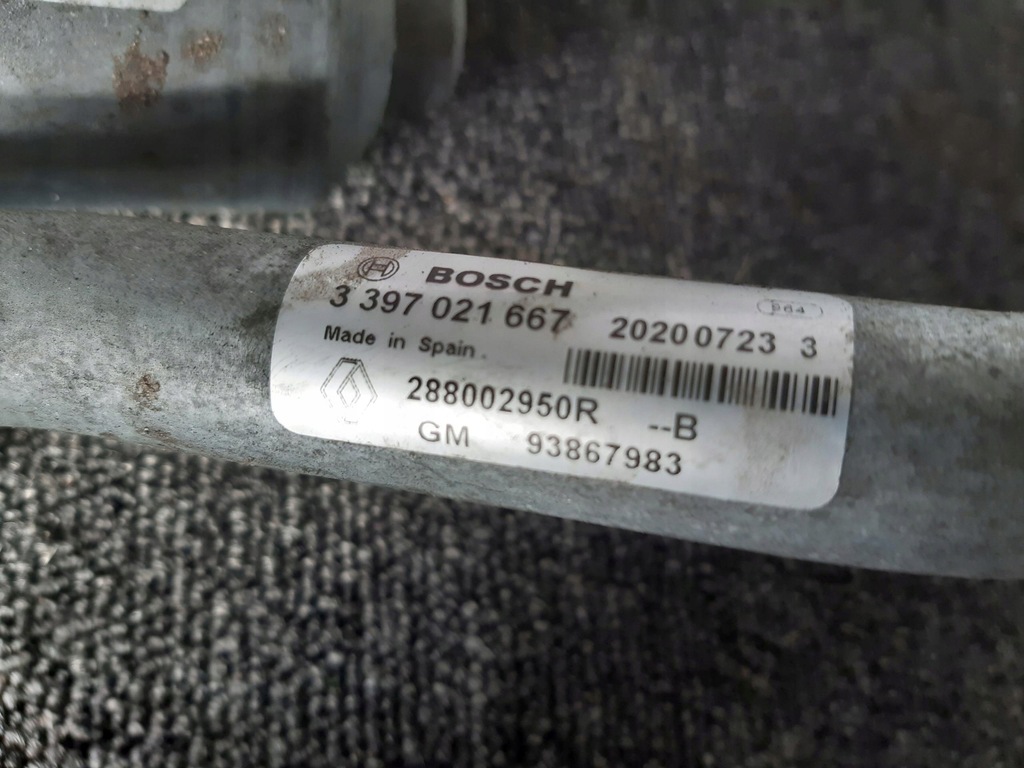 BOSCH
3 397 021 667 20200723 3
Made in Spain
288002950R --B
GM 93867983